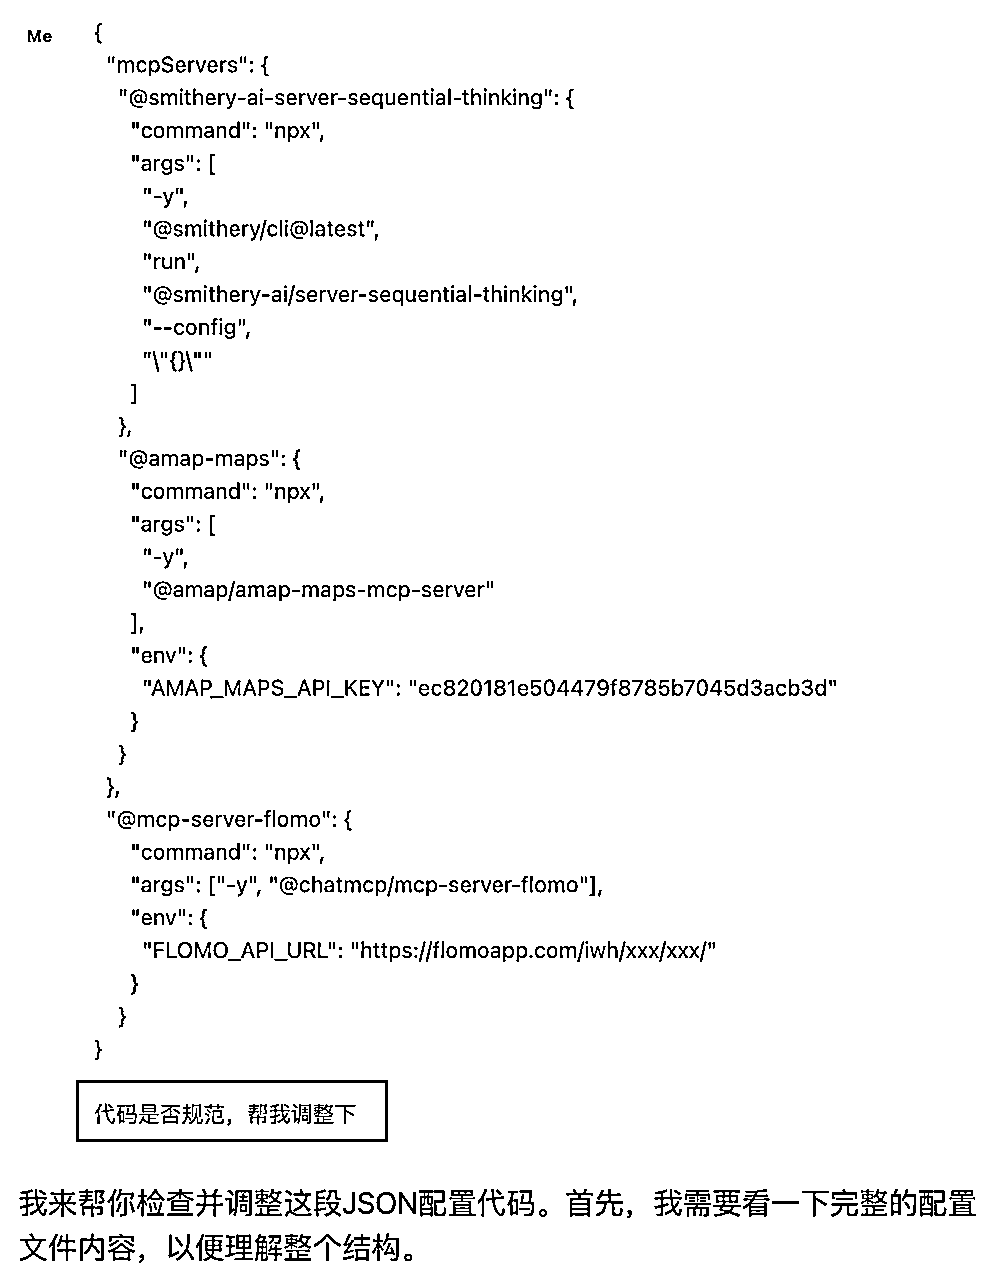 Me
{
"mcpServers": {
"@smithery-ai-server-sequential-thinking": {
"command": "npx",
"args": [
"-y",
"@smithery/cli@latest",
"run",
"@smithery-ai/server-sequential-thinking",
"--config",
"\"{}\""
]
},
"@amap-maps": {
"command": "npx",
"args": [
"-y",
"@amap/amap-maps-mcp-server"
],
"env": {
"AMAP_MAPS_API_KEY": "ec820181e504479f8785b7045d3acb3d"
}
}
},
"@mcp-server-flomo": {
"command": "npx",
"args": ["-y", "@chatmcp/mcp-server-flomo"],
"env": {
"FLOMO_API_URL": "https://flomoapp.com/iwh/xxx/xxx/"
}
}
}
代码是否规范，帮我调整下
我来帮你检查并调整这段JSON配置代码。首先，我需要看一下完整的配置
文件内容，以便理解整个结构。